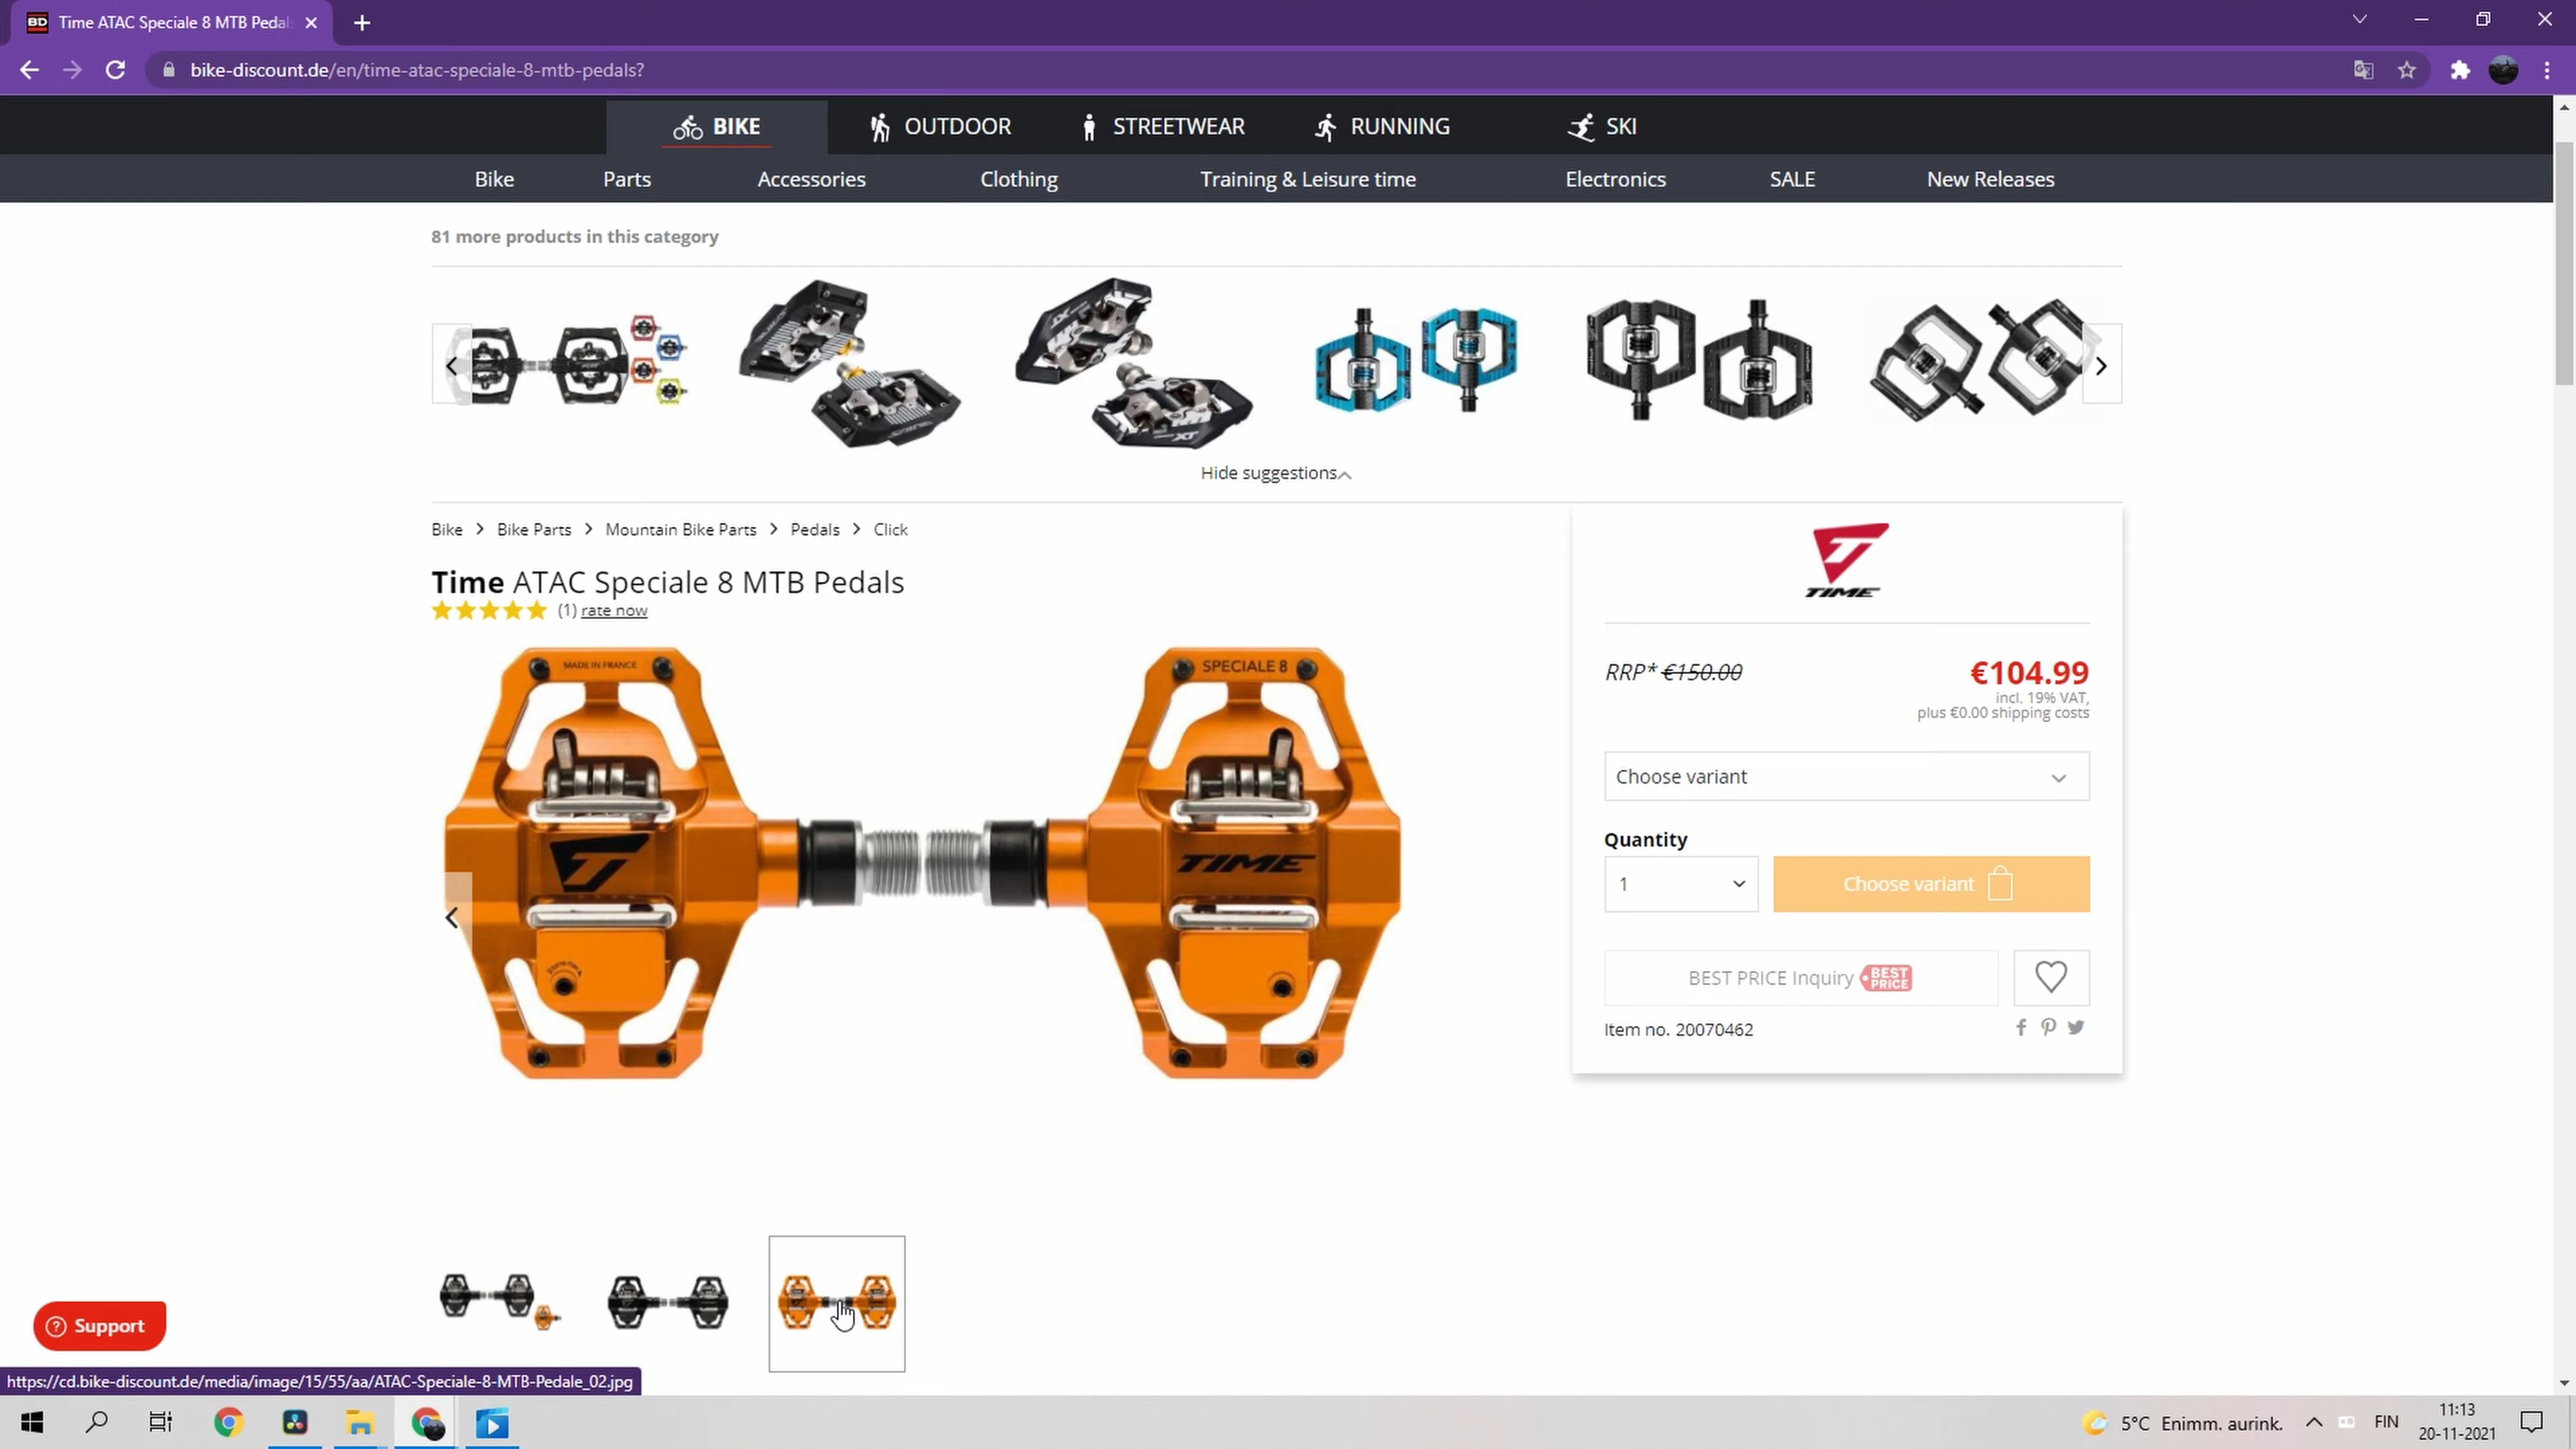 BD Time ATAC Speciale 8 MTB Pedal
bike-discount.de/en/time-atac-speciale-8-mtb-pedals?
BIKE OUTDOOR STREETWEAR RUNNING SKI
Bike Parts Accessories Clothing Training & Leisure time Electronics SALE New Releases
81 more products in this category
XT
Hide suggestions
Bike > Bike Parts > Mountain Bike Parts > Pedals > Click
Time ATAC Speciale 8 MTB Pedals
(1) rate now
MADE IN FRANCE
SPECIALE 8
TIME
TIME
RRP* €150.00
€104.99
incl. 19% VAT,
plus €0.00 shipping costs
Choose variant
Quantity
1
Choose variant
BEST PRICE Inquiry BEST PRICE
Item no. 20070462
Support
https://cd.bike-discount.de/media/image/15/55/aa/ATAC-Speciale-8-MTB-Pedale_02.jpg
5°C Enimm. aurink.
FIN
11:13
20-11-2021